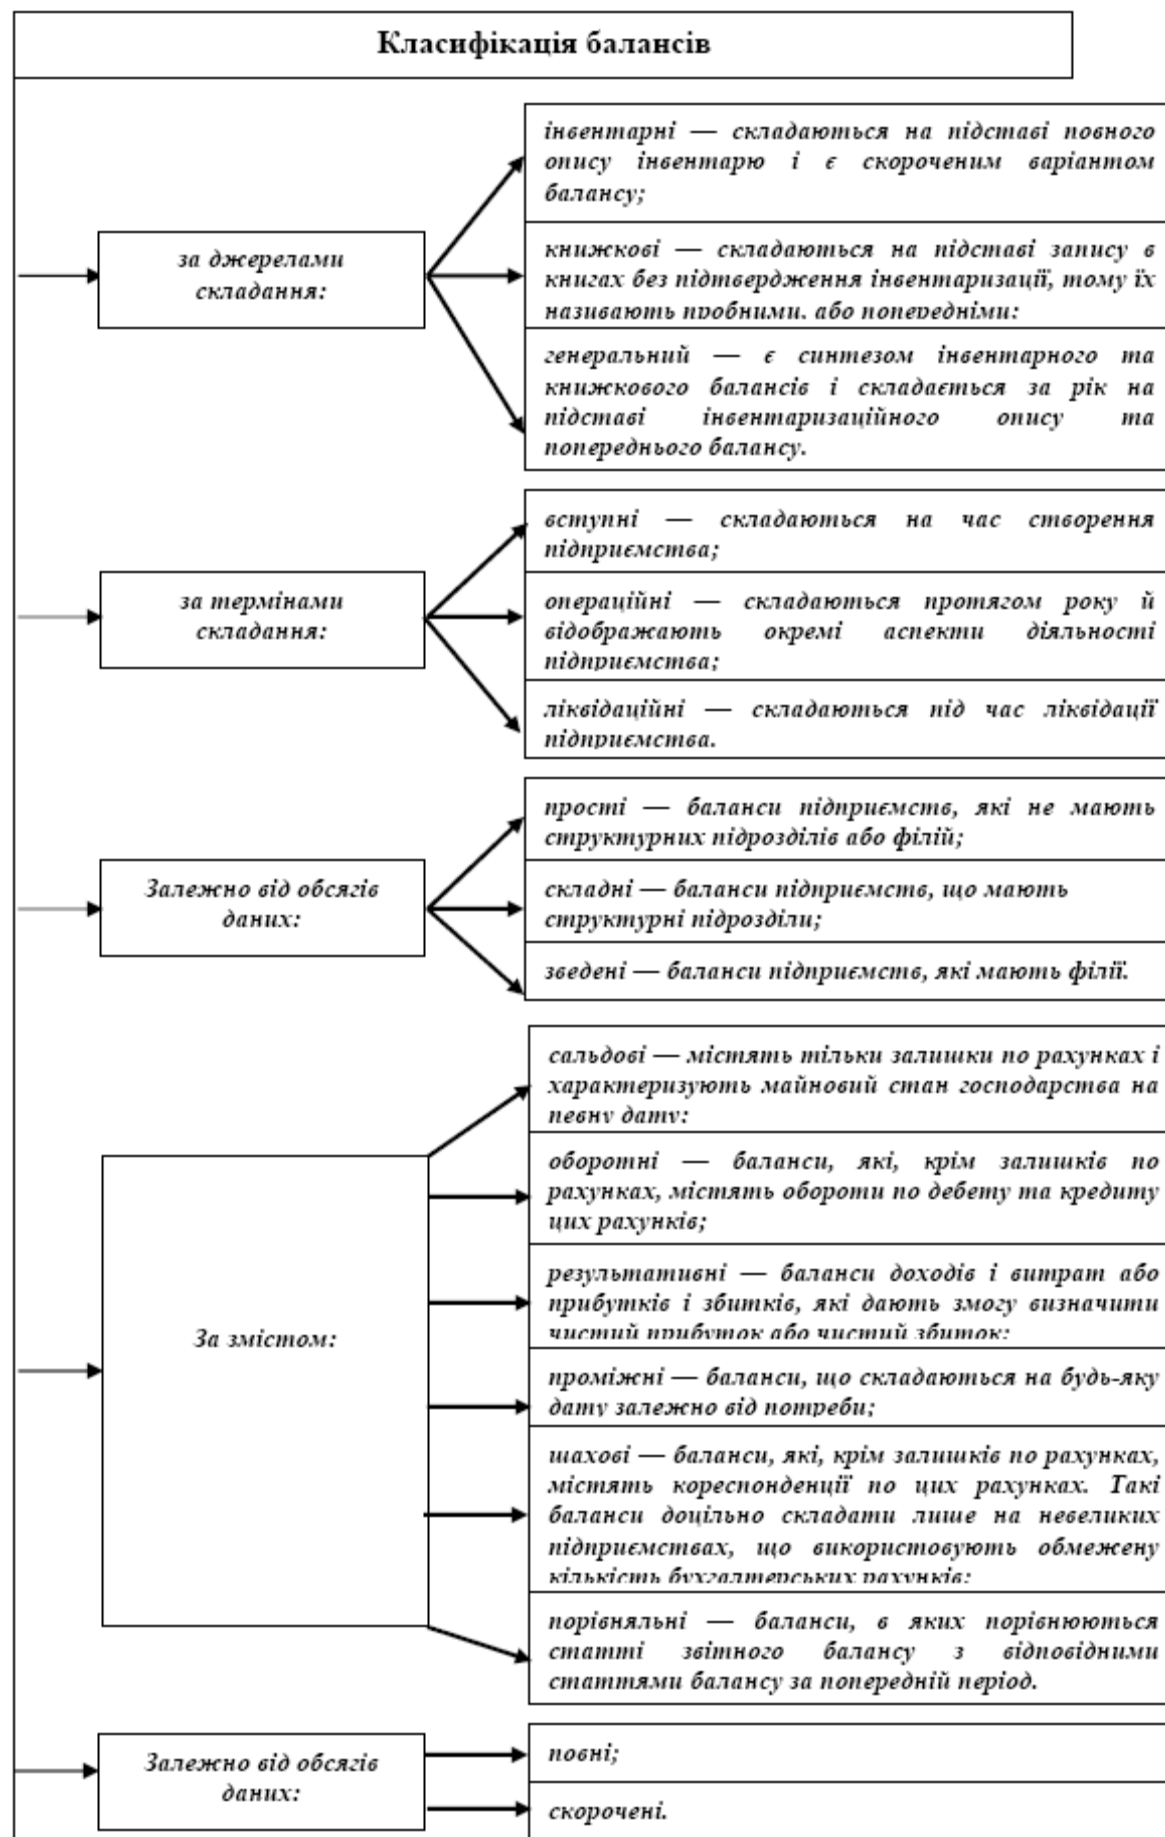 Класифікація балансів
за джерелами
складання:
інвентарні — складаються на підставі повного
опису інвентарю і є скороченим варіантом
балансу;
книжкові — складаються на підставі запису в
книгах без підтвердження інвентаризації, тому їх
називають пробними, або попередніми;
генеральний — є синтезом інвентарного та
книжкового балансів і складається за рік на
підставі інвентаризаційного опису та
попереднього балансу.
за термінами
складання:
вступні — складаються на час створення
підприємства;
операційні — складаються протягом року й
відображають окремі аспекти діяльності
підприємства;
ліквідаційні — складаються під час ліквідації
підприємства.
Залежно від обсягів
даних:
прості — баланси підприємств, які не мають
структурних підрозділів або філій;
складні — баланси підприємств, що мають
структурні підрозділи;
зведені — баланси підприємств, які мають філії.
За змістом:
сальдові — містять тільки залишки по рахунках і
характеризують майновий стан господарства на
певну дату;
оборотні — баланси, які, крім залишків по
рахунках, містять обороти по дебету та кредиту
цих рахунків;
результативні — баланси доходів і витрат або
прибутків і збитків, які дають змогу визначити
чистий прибуток або чистий збиток;
проміжні — баланси, що складаються на будь-яку
дату залежно від потреби;
шахові — баланси, які, крім залишків по рахунках,
містять кореспонденції по цих рахунках. Такі
баланси доцільно складати лише на невеликих
підприємствах, що використовують обмежену
кількість бухгалтерських рахунків;
порівняльні — баланси, в яких порівнюються
статті звітного балансу з відповідними
статтями балансу за попередній період.
Залежно від обсягів
даних:
повні;
скорочені.